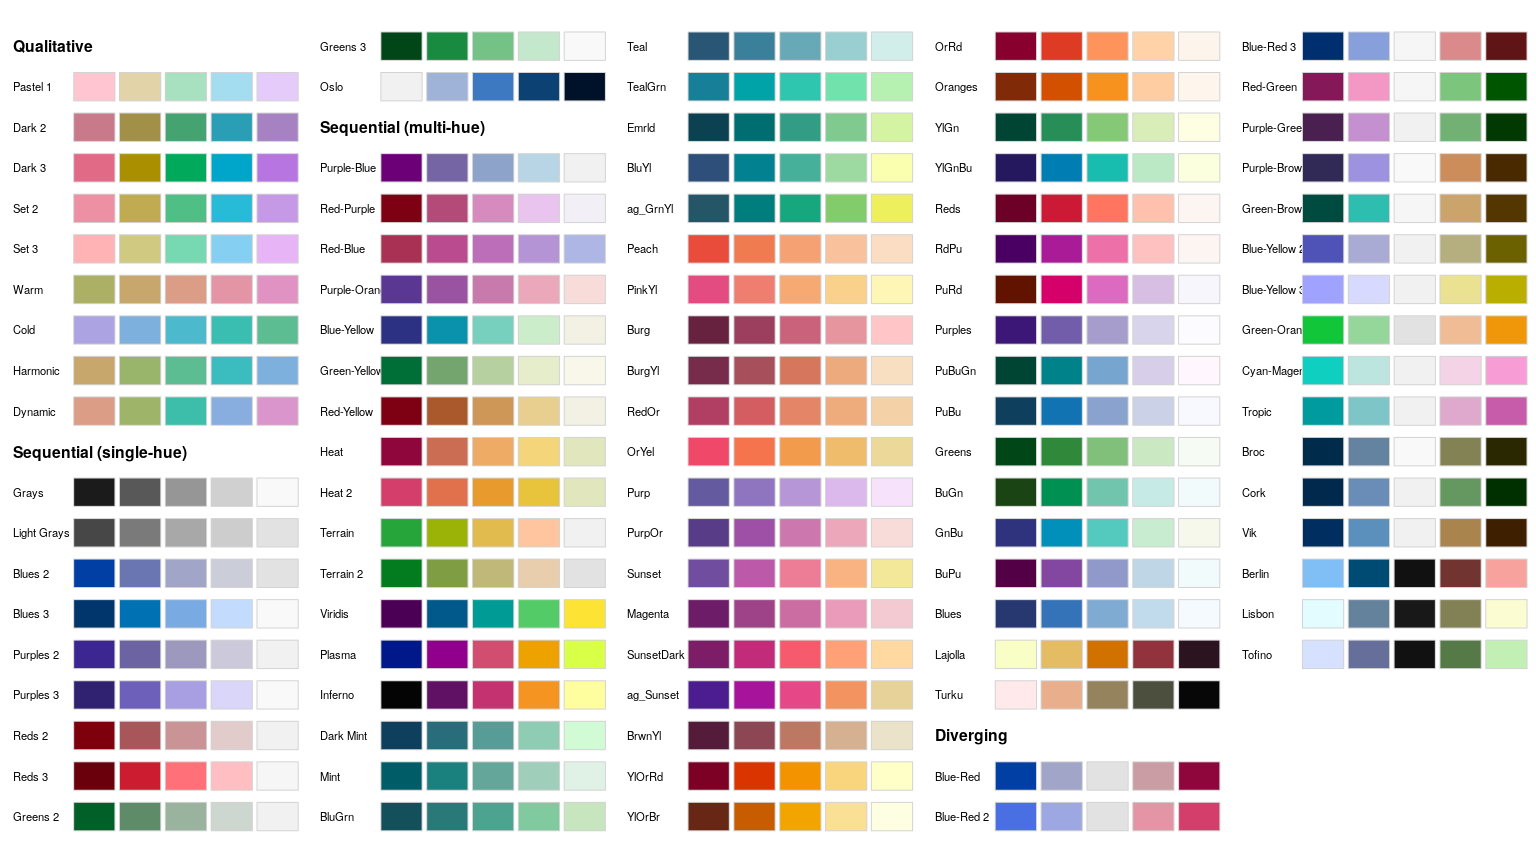 Qualitative
Pastel 1
Dark 2
Dark 3
Set 2
Set 3
Warm
Cold
Harmonic
Dynamic
Sequential (single-hue)
Grays
Light Grays
Blues 2
Blues 3
Purples 2
Purples 3
Reds 2
Reds 3
Greens 2
Greens 3
Oslo
Sequential (multi-hue)
Purple-Blue
Red-Purple
Red-Blue
Purple-Oran
Blue-Yellow
Green-Yellow
Red-Yellow
Heat
Heat 2
Terrain
Terrain 2
Viridis
Plasma
Inferno
Dark Mint
Mint
BluGrn
Teal
TealGrn
Emrld
BluYl
ag_GrnYl
Peach
PinkYl
Burg
BurgYl
RedOr
OrYel
Purp
PurpOr
Sunset
Magenta
SunsetDark
ag_Sunset
BrwnYl
YlOrRd
YlOrBr
OrRd
Oranges
YlGn
YlGnBu
Reds
RdPu
PuRd
Purples
PuBuGn
PuBu
Greens
BuGn
GnBu
BuPu
Blues
Lajolla
Turku
Diverging
Blue-Red
Blue-Red 2
Blue-Red 3
Red-Green
Purple-Gree
Purple-Brow
Green-Brow
Blue-Yellow 2
Blue-Yellow 3
Green-Oran
Cyan-Magen
Tropic
Broc
Cork
Vik
Berlin
Lisbon
Tofino